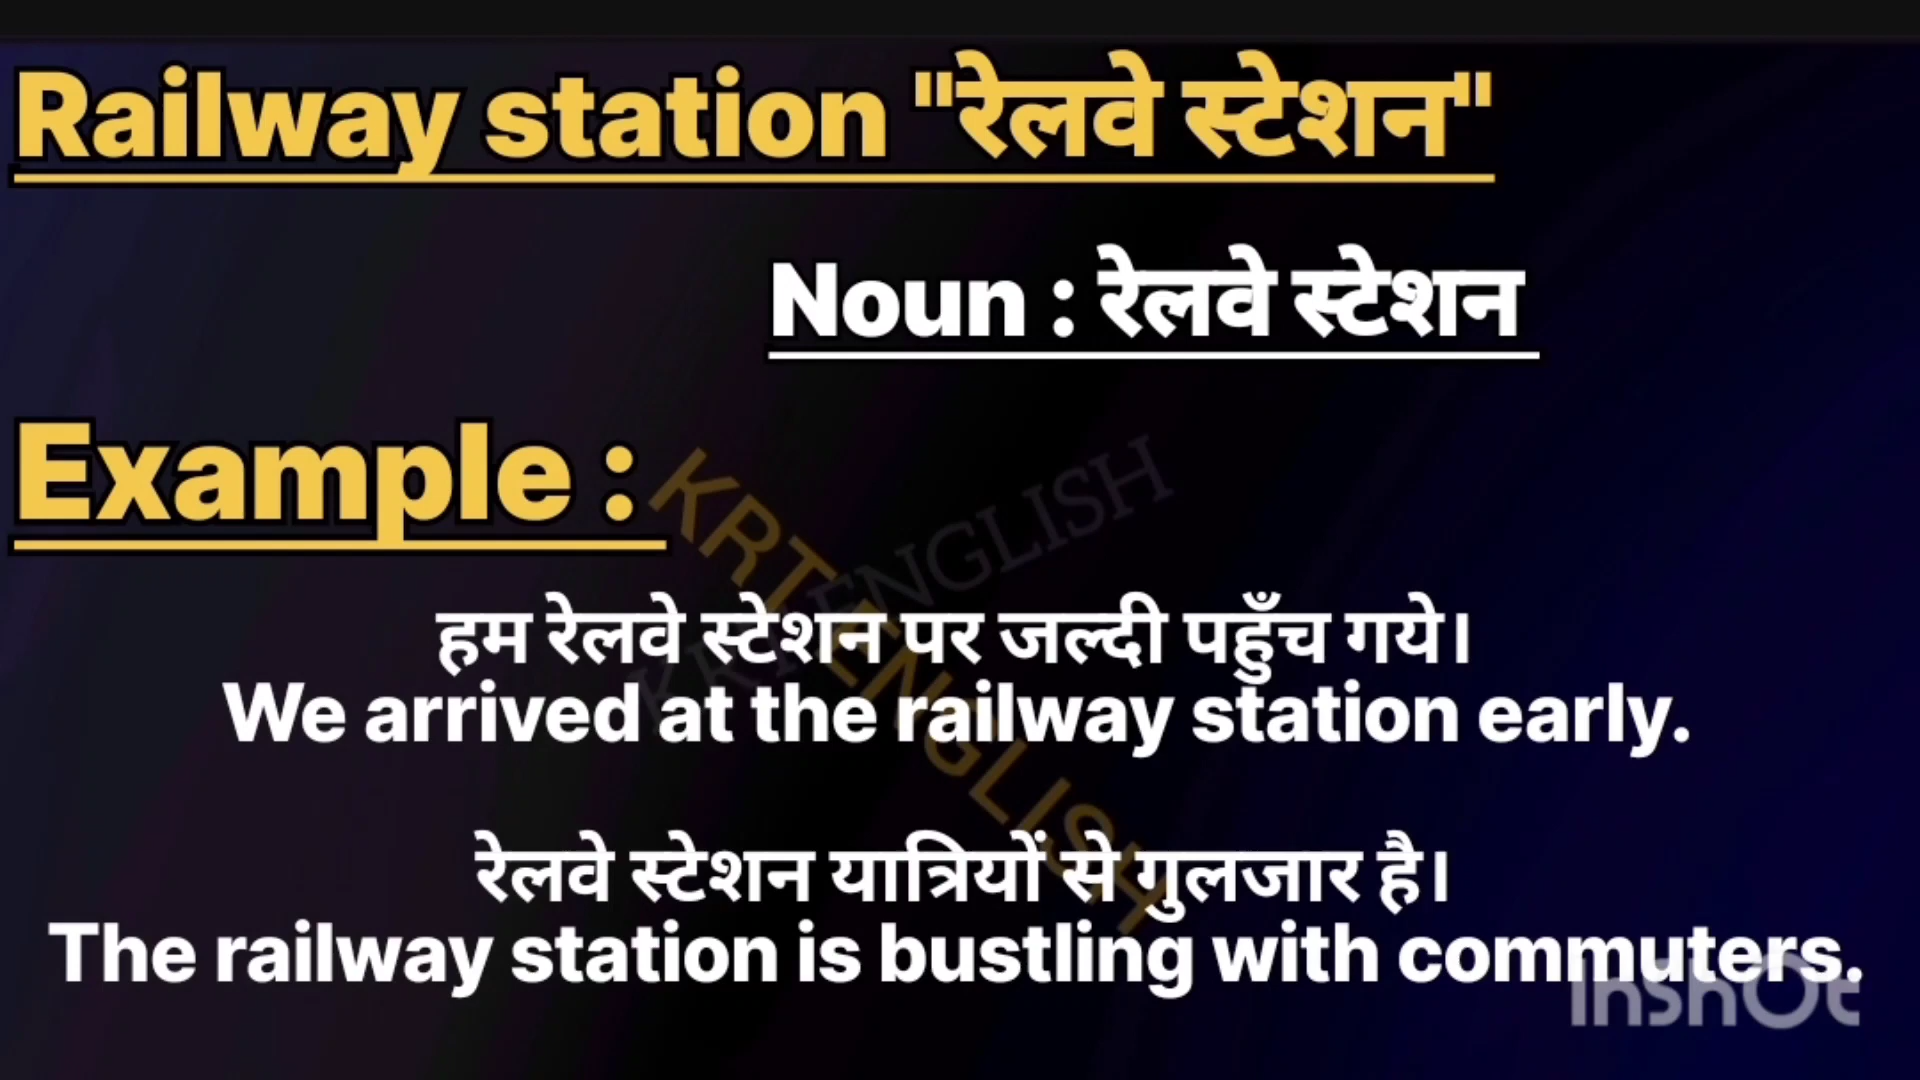 Railway station "रेलवे स्टेशन"
Noun : रेलवे स्टेशन
Example :
KRTENGLISH
KRTENGLISH
हम रेलवे स्टेशन पर जल्दी पहुँच गये।
We arrived at the railway station early.
रेलवे स्टेशन यात्रियों से गुलजार है।
The railway station is bustling with commuters.
InShOt